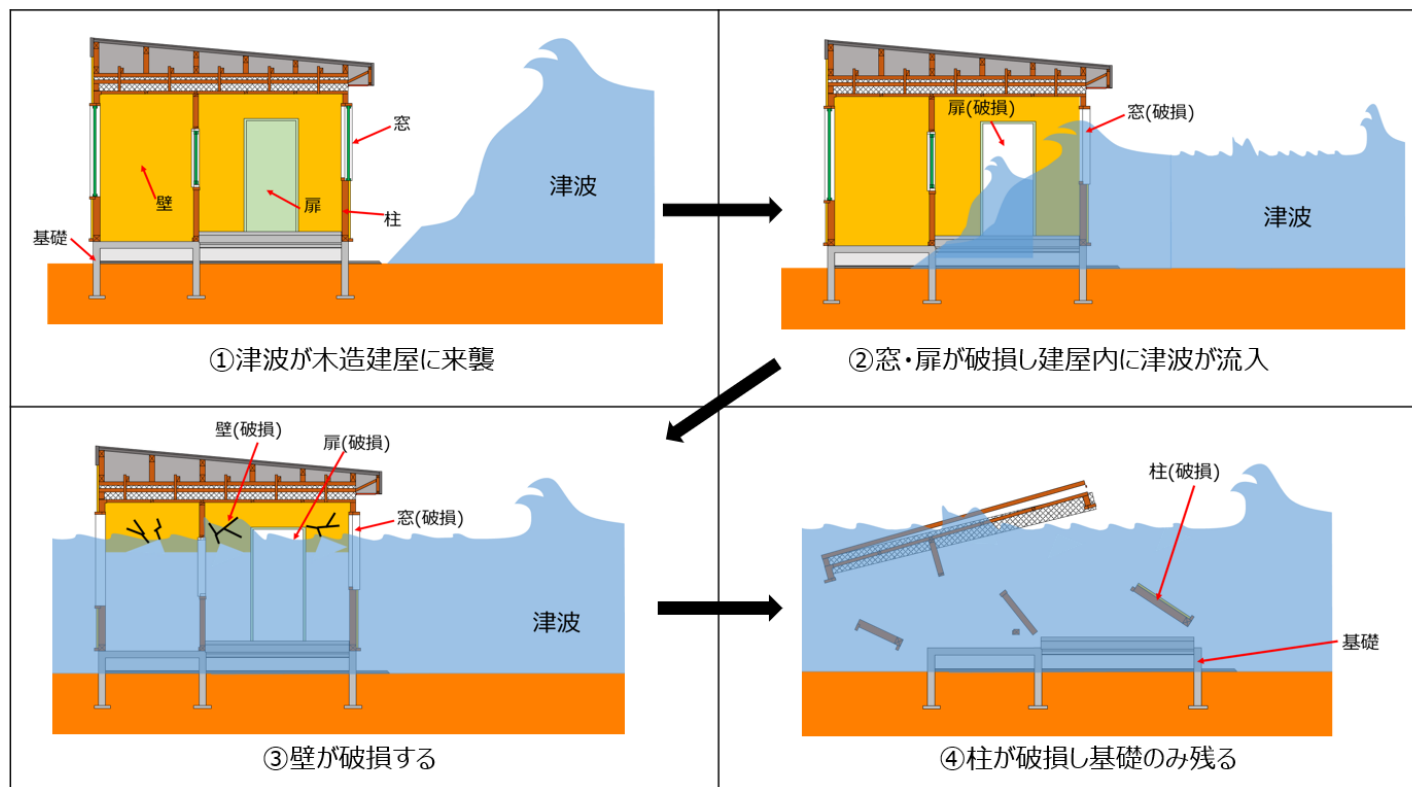 窓
津波
壁
扉
柱
基礎
①津波が木造建屋に来襲
扉(破損)
窓(破損)
津波
②窓・扉が破損し建屋内に津波が流入
壁(破損)
扉(破損)
窓(破損)
津波
③壁が破損する
柱(破損)
基礎
④柱が破損し基礎のみ残る